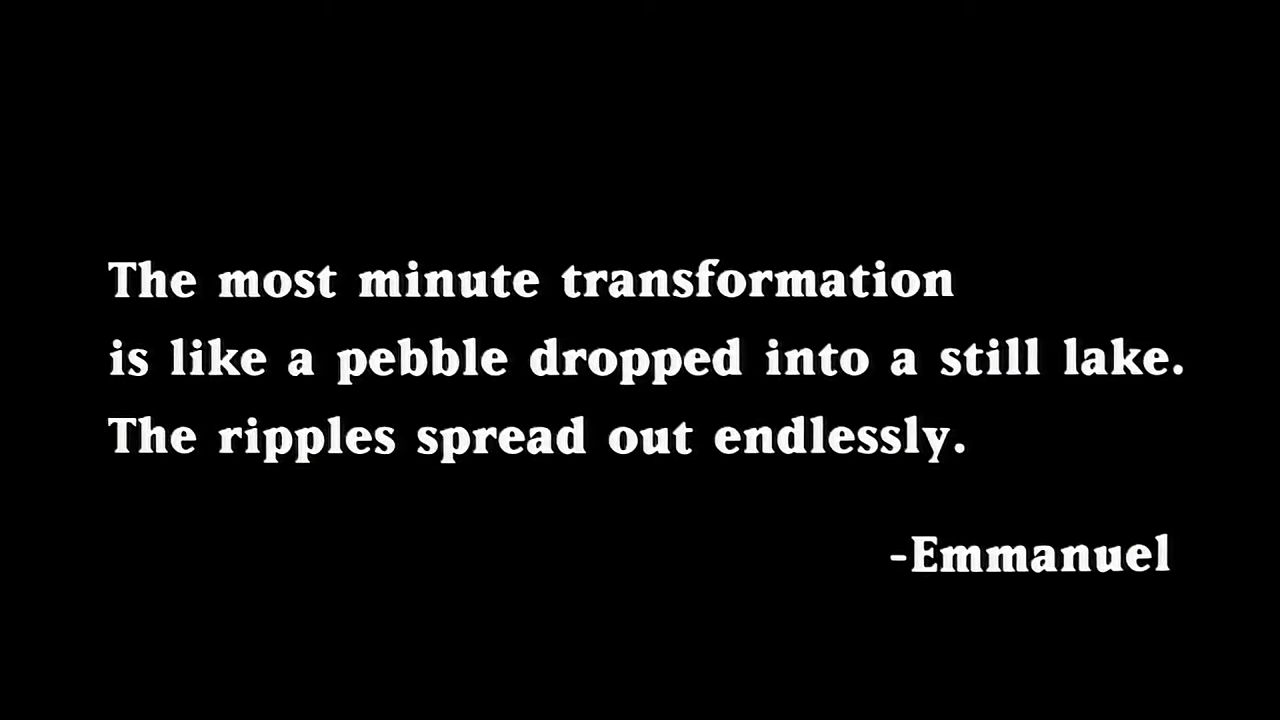 The most minute transformation
is like a pebble dropped into a still lake.
The ripples spread out endlessly.
-Emmanuel